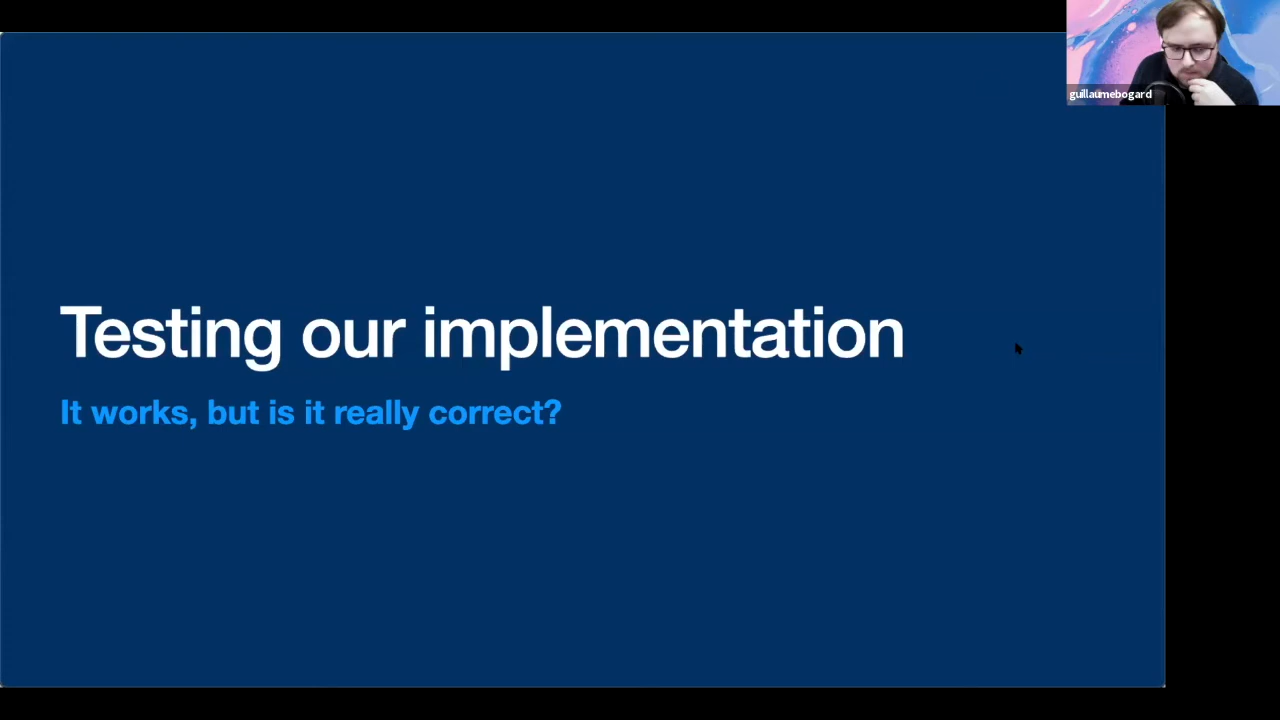 guillaumebogard
Testing our implementation
It works, but is it really correct?